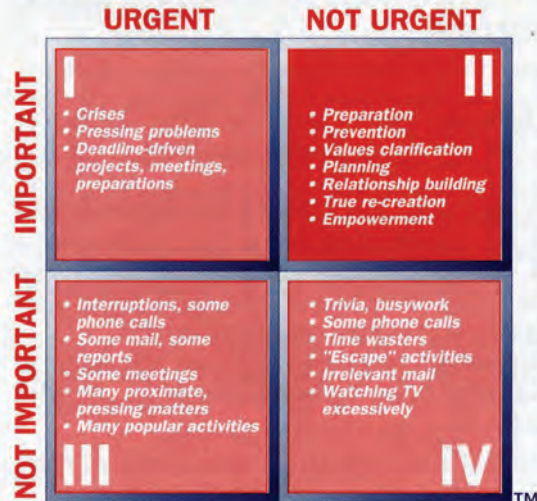 URGENT
NOT URGENT
IMPORTANT
I
• Crises
• Pressing problems
• Deadline-driven
projects, meetings,
preparations
II
• Preparation
• Prevention
• Values clarification
• Planning
• Relationship building
• True re-creation
• Empowerment
NOT IMPORTANT
• Interruptions, some
phone calls
• Some mail, some
reports
• Some meetings
• Many proximate,
pressing matters
• Many popular activities
III
• Trivia, busywork
• Some phone calls
• Time wasters
• "Escape" activities
• Irrelevant mail
• Watching TV
excessively
IV
TM